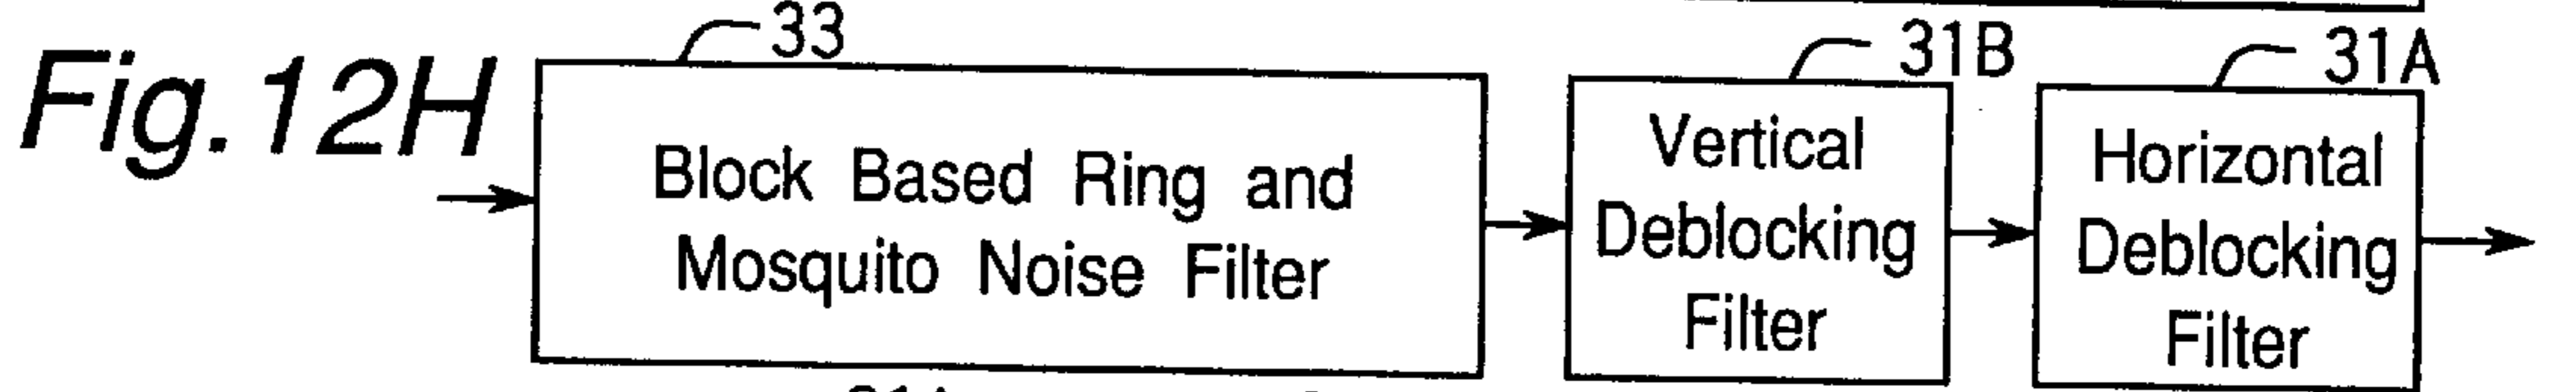 Fig.12H
33
Block Based Ring and
Mosquito Noise Filter
31B
Vertical
Deblocking
Filter
31A
Horizontal
Deblocking
Filter